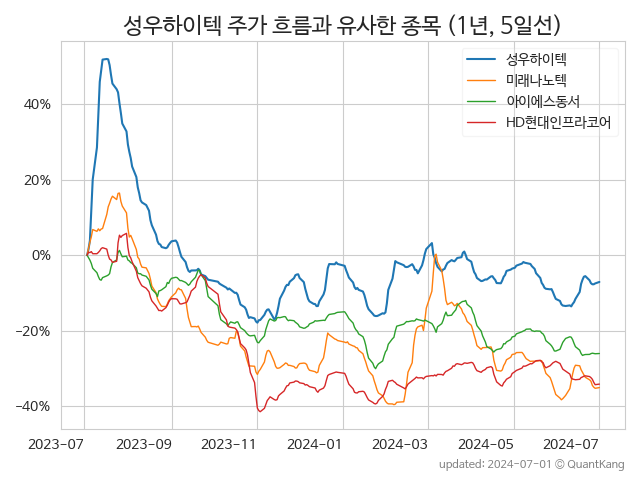 성우하이텍 주가 흐름과 유사한 종목 (1년, 5일선)
성우하이텍
미래나노텍
아이에스동서
HD현대인프라코어
40%
20%
0%
−20%
−40%
2023−07 2023−09 2023−11 2024−01 2024−03 2024−05 2024−07
updated: 2024-07-01 © QuantKang